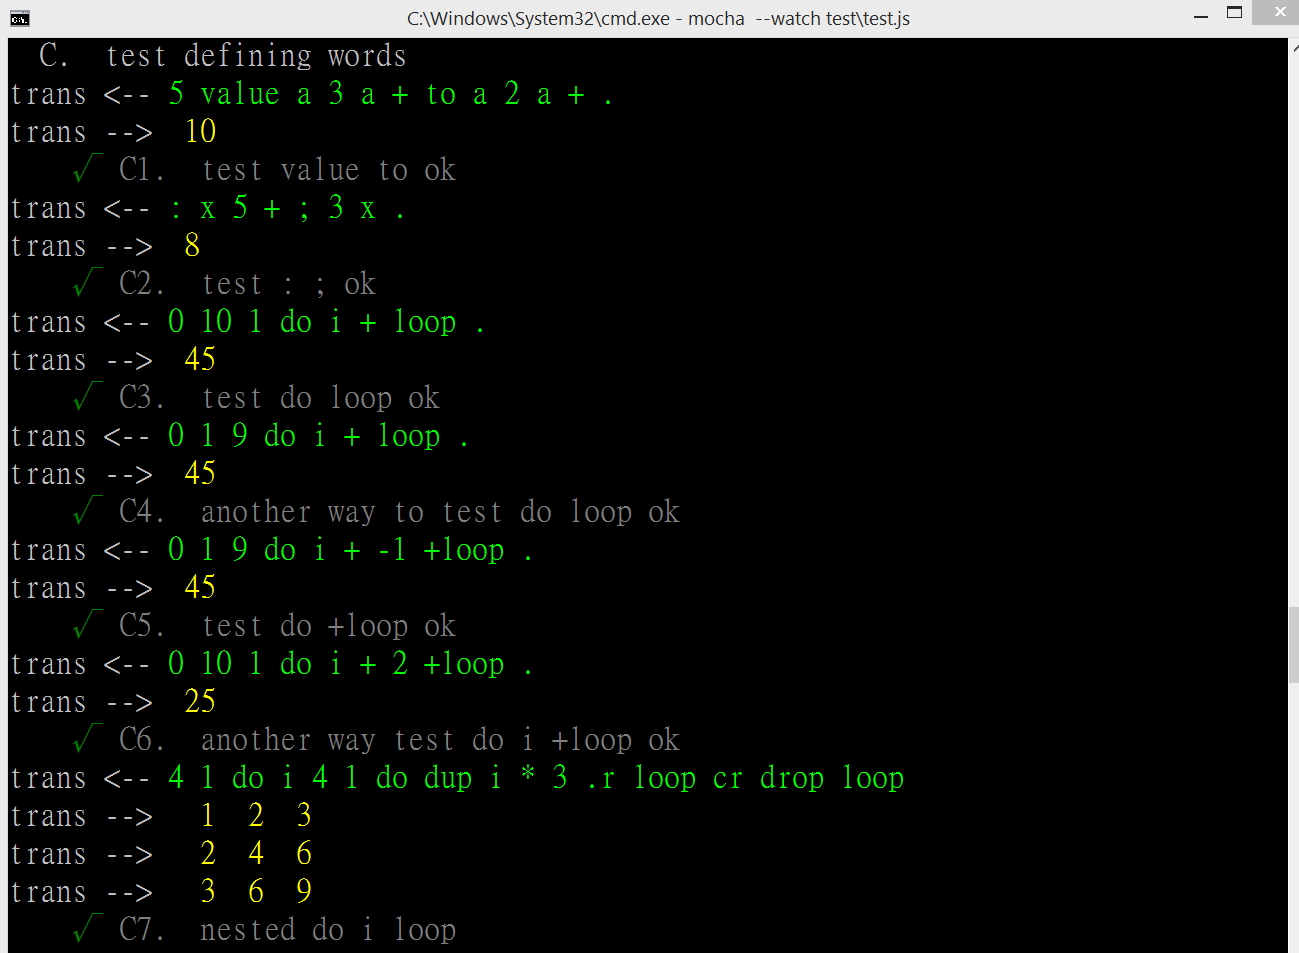 C:\Windows\System32\cmd.exe - mocha  --watch test\test.js
C.  test defining words
trans <-- 5 value a 3 a + to a 2 a + .
trans -->  10
√ C1.  test value to ok
trans <-- : x 5 + ; 3 x .
trans -->  8
√ C2.  test : ; ok
trans <-- 0 10 1 do i + loop .
trans -->  45
√ C3.  test do loop ok
trans <-- 0 1 9 do i + loop .
trans -->  45
√ C4.  another way to test do loop ok
trans <-- 0 1 9 do i + -1 +loop .
trans -->  45
√ C5.  test do +loop ok
trans <-- 0 10 1 do i + 2 +loop .
trans -->  25
√ C6.  another way test do i +loop ok
trans <-- 4 1 do i 4 1 do dup i * 3 .r loop cr drop loop
trans -->   1  2  3
trans -->   2  4  6
trans -->   3  6  9
√ C7.  nested do i loop